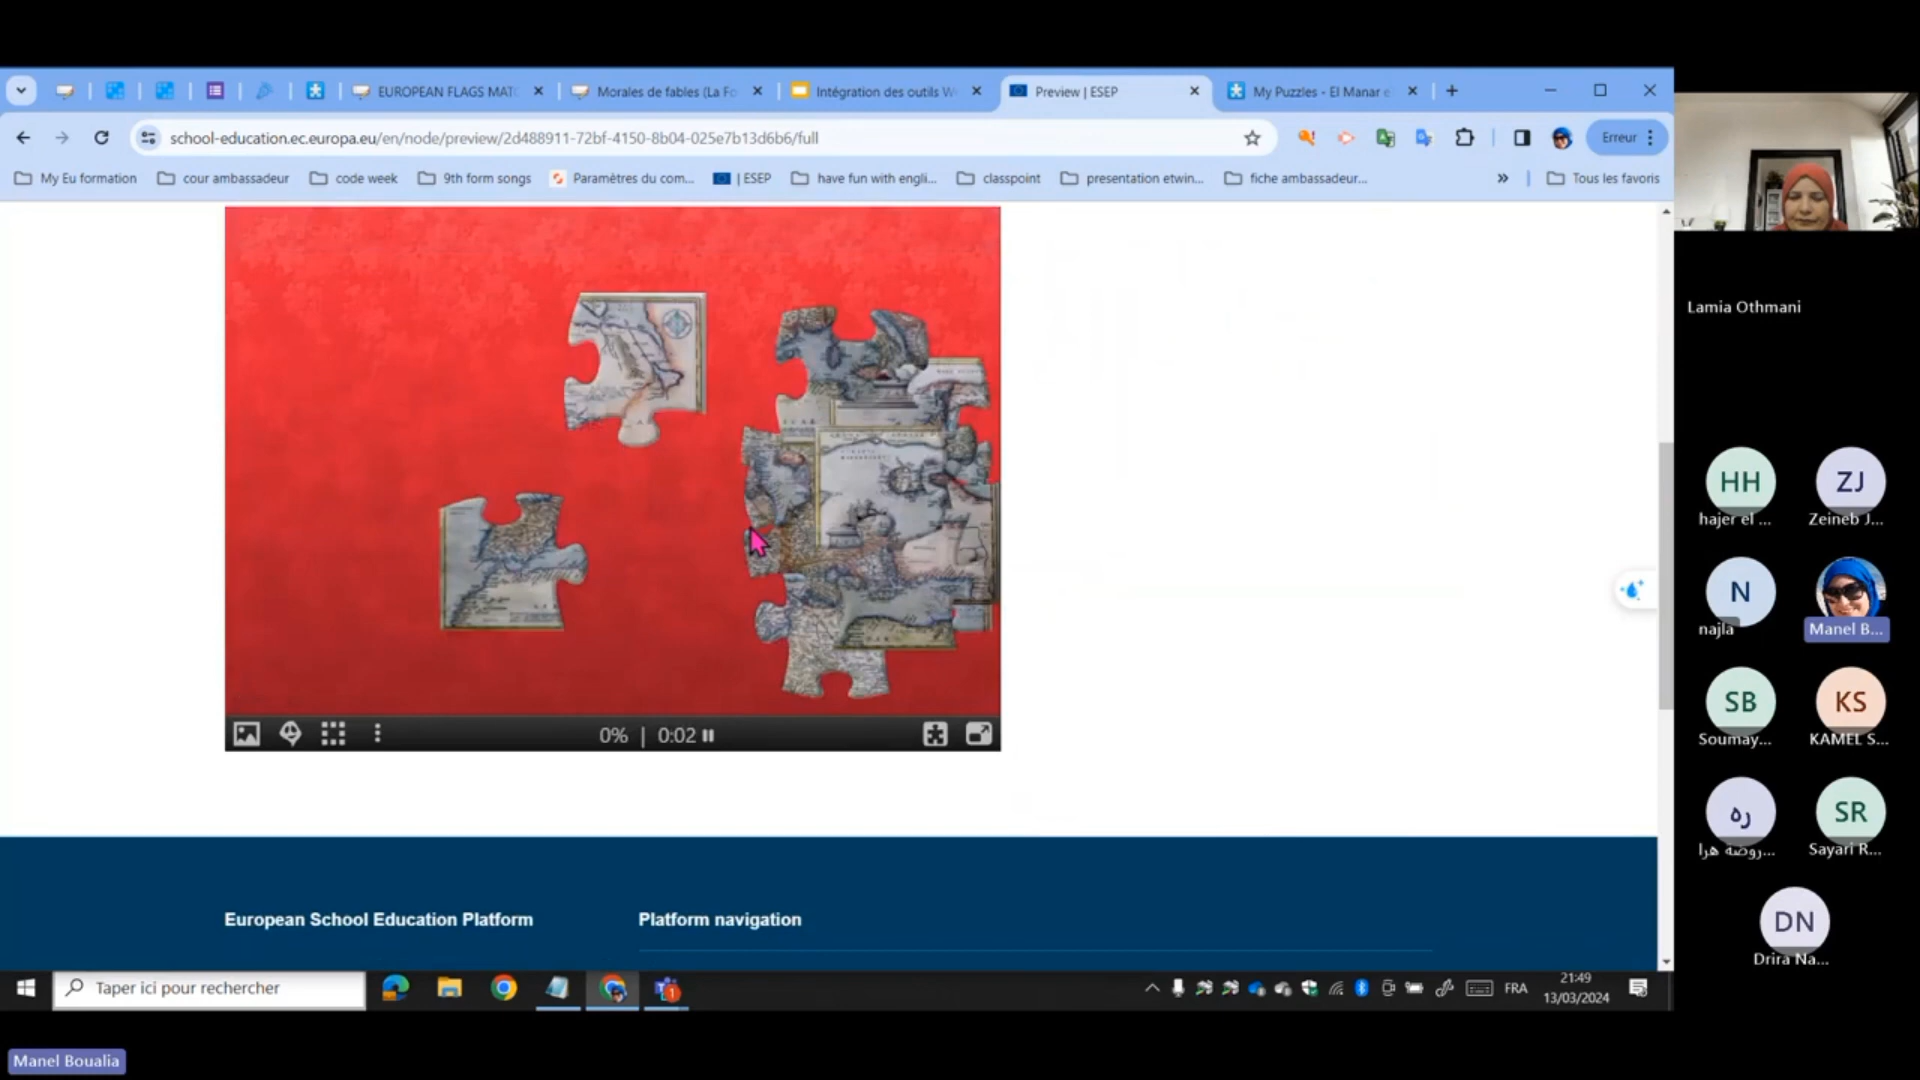 EUROPEAN FLAGS MAT
Morales de fables (La Fo
Intégration des outils W
Preview | ESEP
My Puzzles - El Manar e
school-education.ec.europa.eu/en/node/preview/2d488911-72bf-4150-8b04-025e7b13d6b6/full
Erreur
My Eu formation
cour ambassadeur
code week
9th form songs
Paramètres du com...
| ESEP
have fun with engli...
classpoint
presentation etwin...
fiche ambassadeur...
»
Tous les favoris
Lamia Othmani
HH
hajer el ...
ZJ
Zeineb J...
N
najla
Manel B...
SB
Soumay...
KS
KAMEL S...
ره
روضة هرا...
SR
Sayari R...
DN
Drira Na...
0% | 0:02
European School Education Platform
Platform navigation
Taper ici pour rechercher
1
FRA
21:49
13/03/2024
Manel Boualia